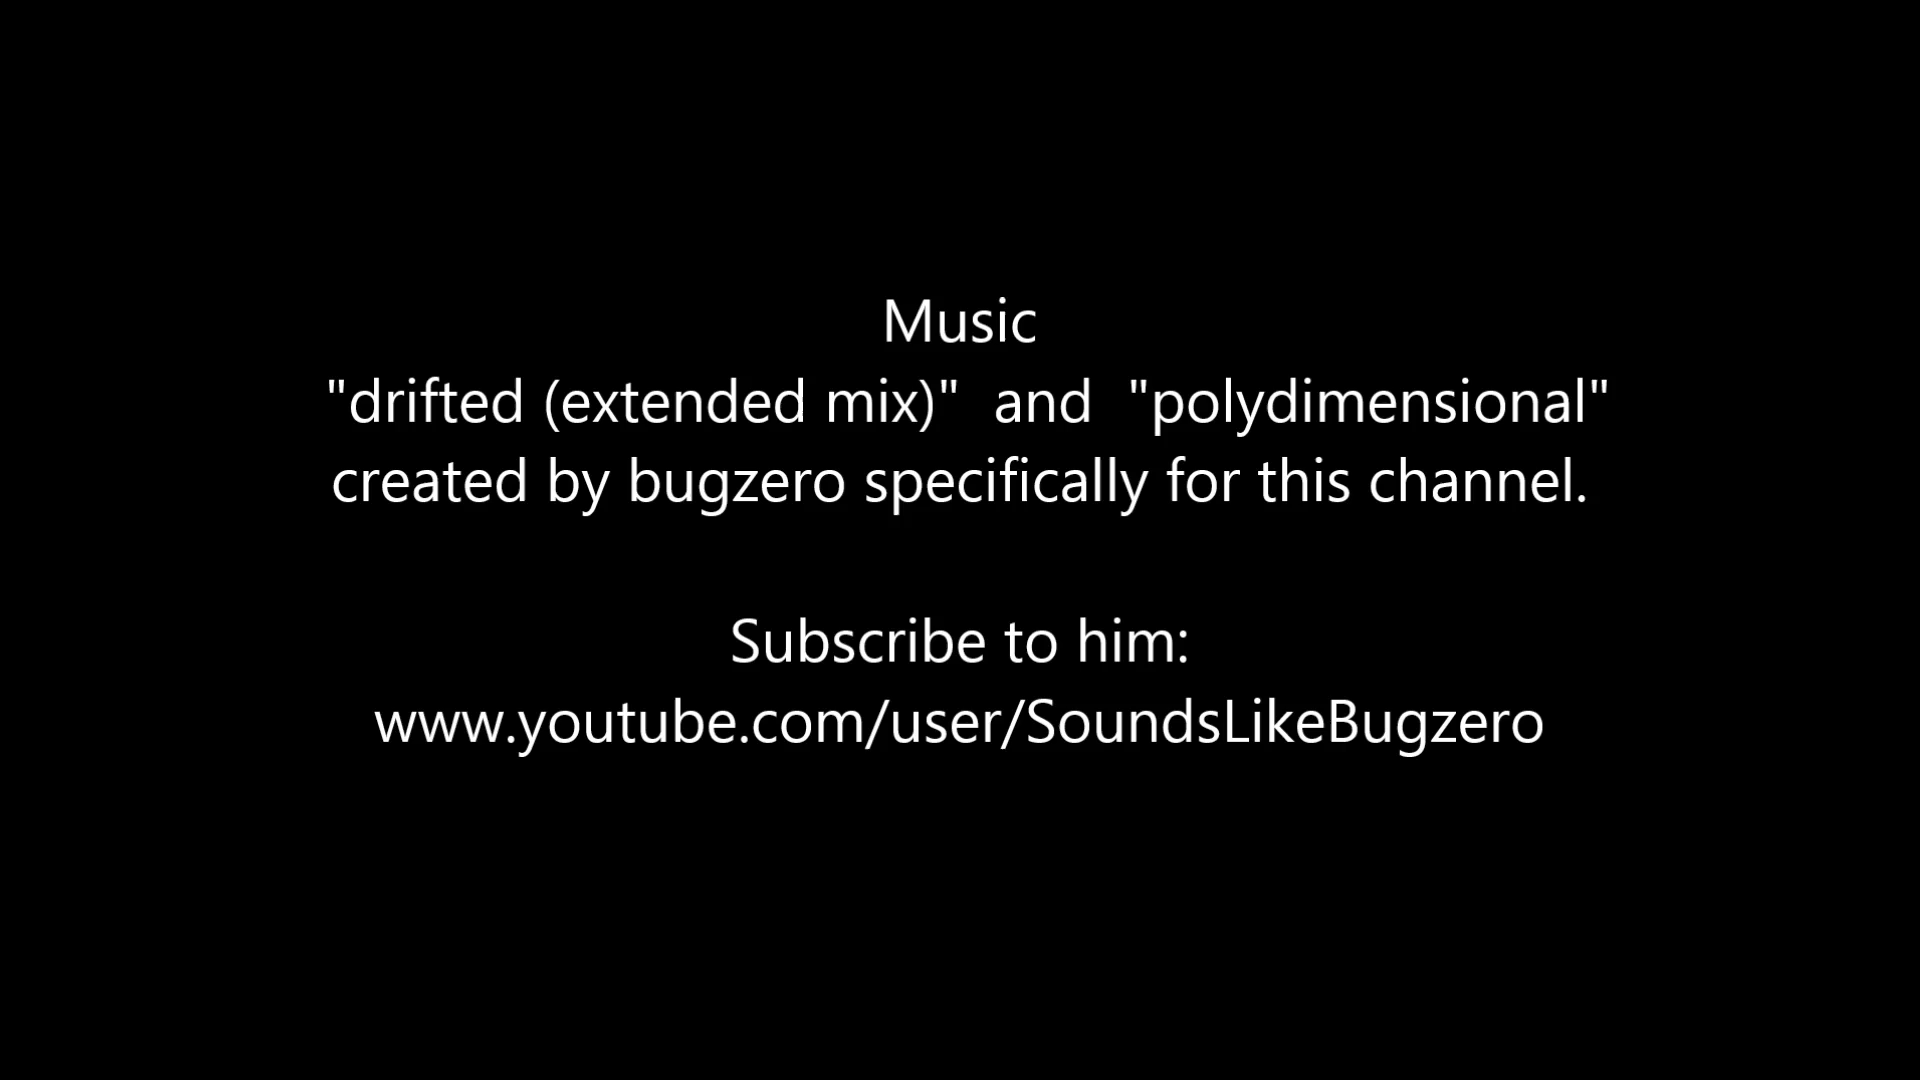 Music
"drifted (extended mix)"  and  "polydimensional"
created by bugzero specifically for this channel.
Subscribe to him:
www.youtube.com/user/SoundsLikeBugzero